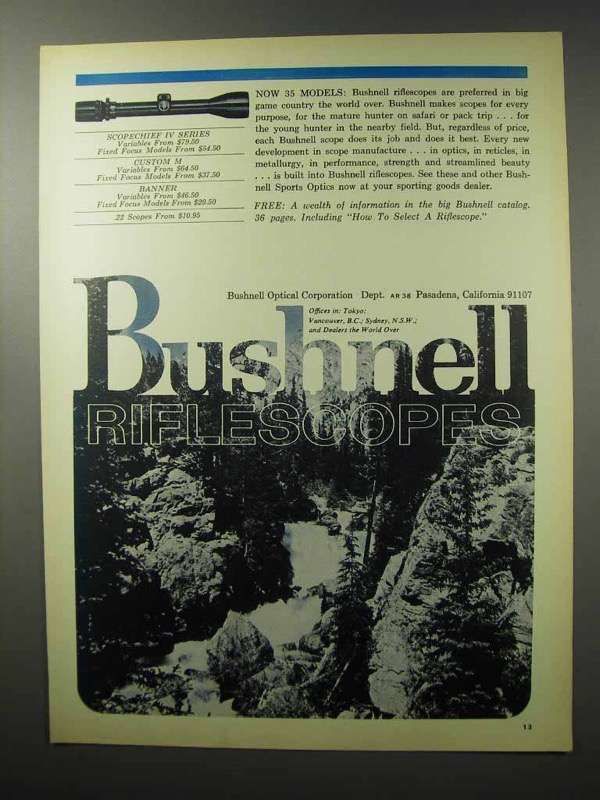 NOW 35 MODELS: Bushnell riflescopes are preferred in big
game country the world over. Bushnell makes scopes for every
purpose, for the mature hunter on safari or pack trip . . . for
the young hunter in the nearby field. But, regardless of price,
each Bushnell scope does its job and does it best. Every new
development in scope manufacture . . . in optics, in reticles, in
metallurgy, in performance, strength and streamlined beauty
. . . is built into Bushnell riflescopes. See these and other Bush-
nell Sports Optics now at your sporting goods dealer.
FREE: A wealth of information in the big Bushnell catalog.
36 pages. Including "How To Select A Riflescope."
SCOPECHIEF IV SERIES
Variables From $79.50
Fixed Focus Models From $54.50
CUSTOM M
Variables From $64.50
Fixed Focus Models From $37.50
BANNER
Variables From $46.50
Fixed Focus Models From $29.50
.22 Scopes From $10.95
Bushnell Optical Corporation Dept. AR 36 Pasadena, California 91107
Offices in: Tokyo;
Vancouver, B.C.; Sydney, N.S.W.;
and Dealers the World Over
Bushnell
RIFLESCOPES
13